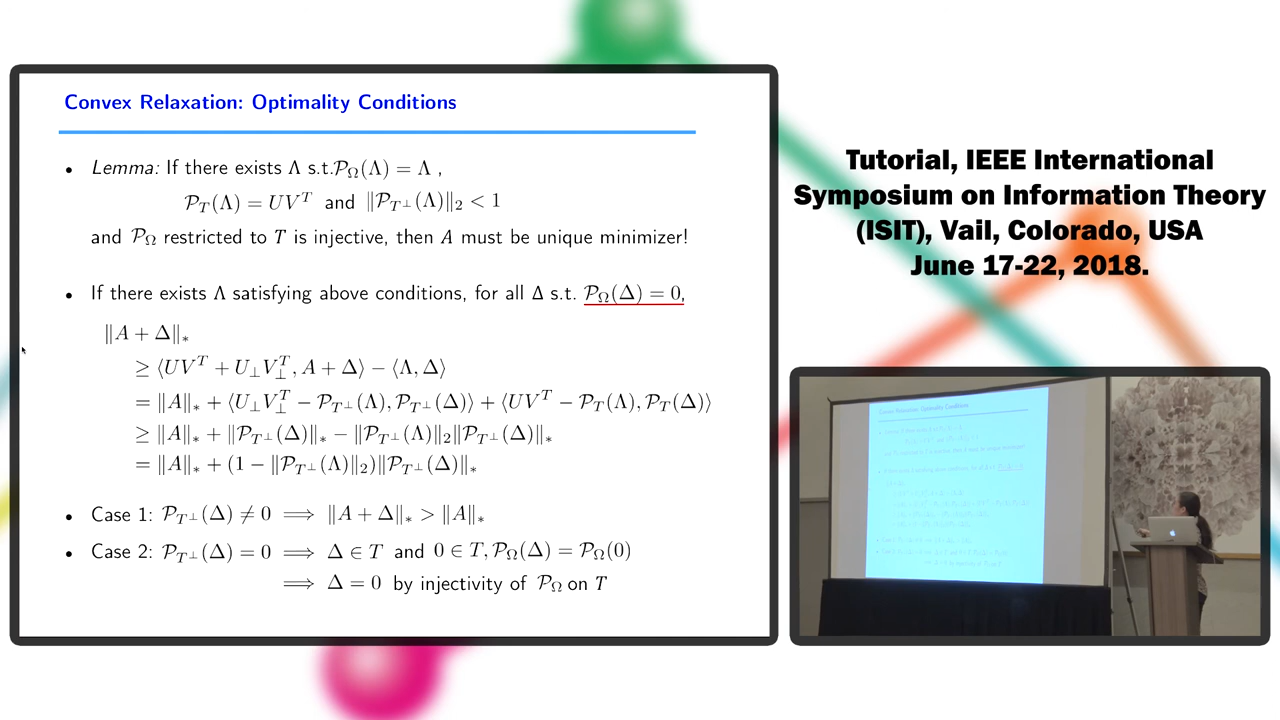 Convex Relaxation: Optimality Conditions
• Lemma: If there exists Λ s.t.𝒫_Ω(Λ) = Λ ,
𝒫_T(Λ) = UV^T and ‖𝒫_{T^⊥}(Λ)‖_2 < 1
and 𝒫_Ω restricted to T is injective, then A must be unique minimizer!
• If there exists Λ satisfying above conditions, for all Δ s.t. 𝒫_Ω(Δ) = 0,
‖A + Δ‖_*
≥ ⟨UV^T + U_⊥V_⊥^T, A + Δ⟩ − ⟨Λ, Δ⟩
= ‖A‖_* + ⟨U_⊥V_⊥^T − 𝒫_{T^⊥}(Λ), 𝒫_{T^⊥}(Δ)⟩ + ⟨UV^T − 𝒫_T(Λ), 𝒫_T(Δ)⟩
≥ ‖A‖_* + ‖𝒫_{T^⊥}(Δ)‖_* − ‖𝒫_{T^⊥}(Λ)‖_2‖𝒫_{T^⊥}(Δ)‖_*
= ‖A‖_* + (1 − ‖𝒫_{T^⊥}(Λ)‖_2)‖𝒫_{T^⊥}(Δ)‖_*
• Case 1: 𝒫_{T^⊥}(Δ) ≠ 0 ⟹ ‖A + Δ‖_* > ‖A‖_*
• Case 2: 𝒫_{T^⊥}(Δ) = 0 ⟹ Δ ∈ T and 0 ∈ T, 𝒫_Ω(Δ) = 𝒫_Ω(0)
⟹ Δ = 0 by injectivity of 𝒫_Ω on T
Tutorial, IEEE International
Symposium on Information Theory
(ISIT), Vail, Colorado, USA
June 17-22, 2018.
Convex Relaxation: Optimality Conditions